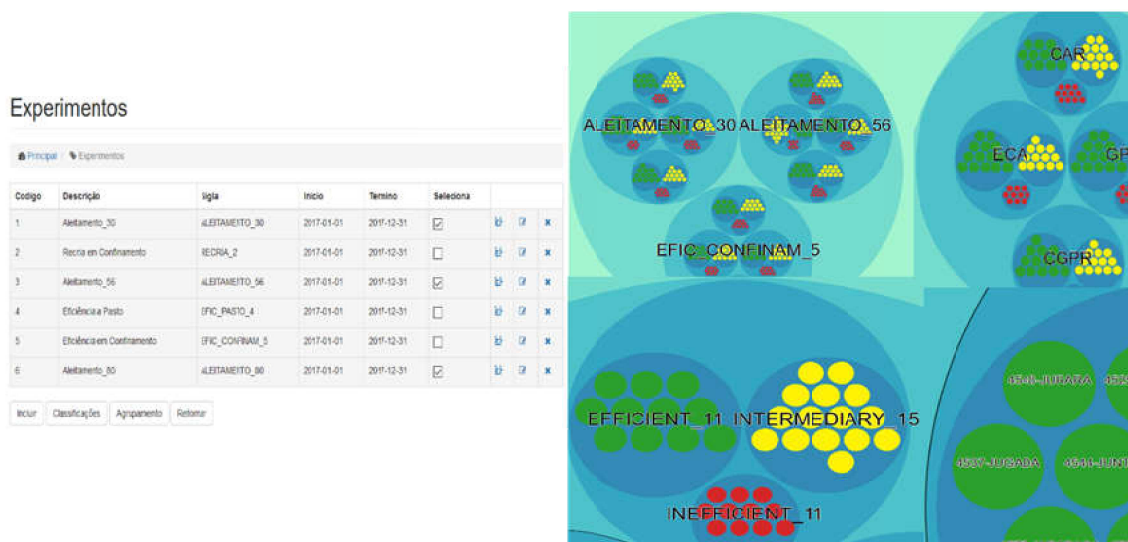 Experimentos
Principal / Experimentos
Codigo Descrição Sigla Inicio Termino Seleciona
1 Aleitamento_30 ALEITAMENTO_30 2017-01-01 2017-12-31
2 Recria em Confinamento RECRIA_2 2017-01-01 2017-12-31
3 Aleitamento_56 ALEITAMENTO_56 2017-01-01 2017-12-31
4 Eficiência a Pasto EFIC_PASTO_4 2017-01-01 2017-12-31
5 Eficiência em Confinamento EFIC_CONFINAM_5 2017-01-01 2017-12-31
6 Aleitamento_80 ALEITAMENTO_80 2017-01-01 2017-12-31
Incluir Classificações Agrupamento Retornar
ALEITAMENTO_30 ALEITAMENTO_56
EFIC_CONFINAM_5
CAR
ECA GP
CGPR
EFFICIENT_11 INTERMEDIARY_15
INEFFICIENT_11
4537-JUGADA